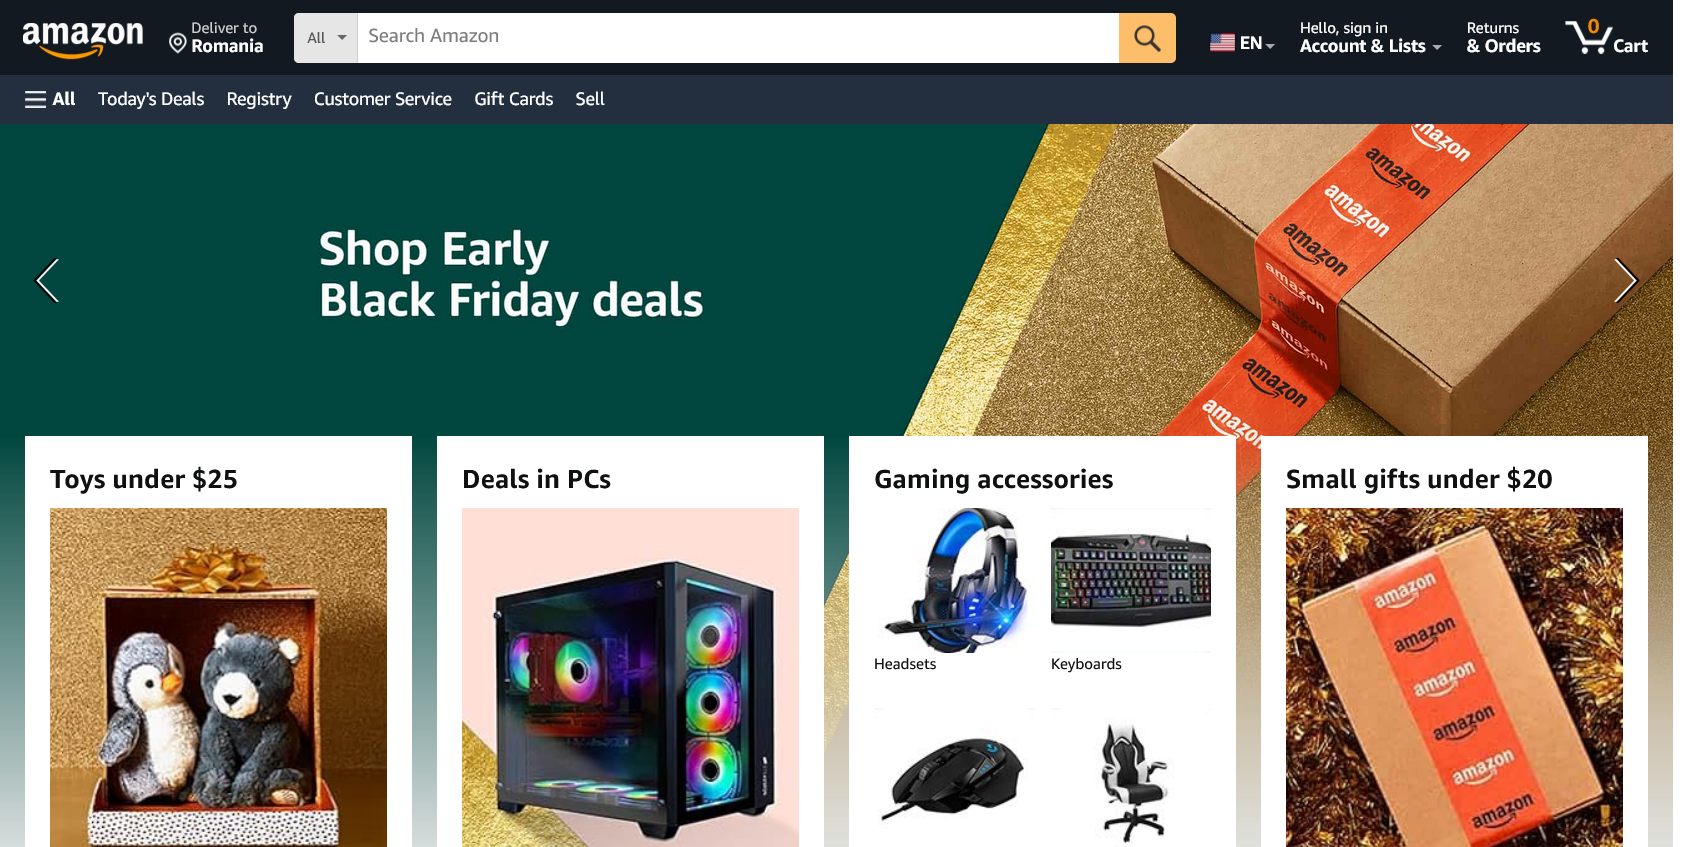 amazon
Deliver to
Romania
All
Search Amazon
EN
Hello, sign in
Account & Lists
Returns
& Orders
0
Cart
All
Today's Deals
Registry
Customer Service
Gift Cards
Sell
Shop Early
Black Friday deals
amazon
amazon
amazon
amazon
amazon
amazon
amazon
amazon
amazon
Toys under $25
Deals in PCs
Gaming accessories
Headsets
Keyboards
Small gifts under $20
amazon
amazon
amazon
amazon
amazon
amazon